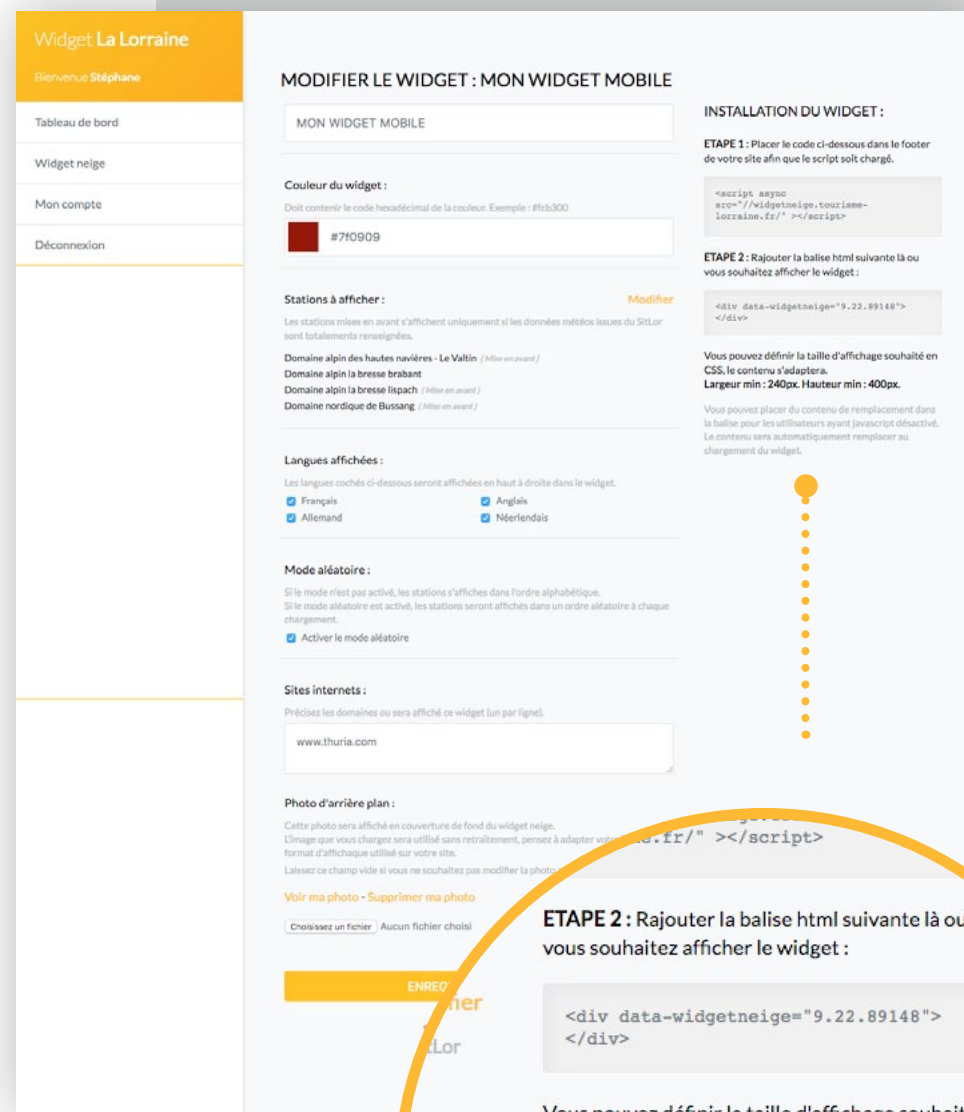 Widget La Lorraine
Bienvenue Stéphane
Tableau de bord
Widget neige
Mon compte
Déconnexion
MODIFIER LE WIDGET : MON WIDGET MOBILE
MON WIDGET MOBILE
Couleur du widget :
Doit contenir le code hexadécimal de la couleur. Exemple : #fcb300
#7f0909
Stations à afficher :
Modifier
Les stations mises en avant s'affichent uniquement si les données météos issues du SitLor
sont totalements renseignées.
Domaine alpin des hautes navières - Le Valtin (Mise en avant)
Domaine alpin la bresse brabant
Domaine alpin la bresse lispach (Mise en avant)
Domaine nordique de Bussang (Mise en avant)
Langues affichées :
Les langues cochés ci-dessous seront affichées en haut à droite dans le widget.
Français
Anglais
Allemand
Néerlendais
Mode aléatoire :
Si le mode n'est pas activé, les stations s'affiches dans l'ordre alphabétique.
Si le mode aléatoire est activé, les stations seront affichés dans un ordre aléatoire à chaque
chargement.
Activer le mode aléatoire
Sites internets :
Précisez les domaines ou sera affiché ce widget (un par ligne).
www.thuria.com
Photo d'arrière plan :
Cette photo sera affiché en couverture de fond du widget neige.
L'image que vous chargez sera utilisé sans retraitement, pensez à adapter
format d'affichaque utilisé sur votre site.
Laissez ce champ vide si vous ne souhaitez pas modifier la photo
Voir ma photo - Supprimer ma photo
Choisissez un fichier Aucun fichier choisi
INSTALLATION DU WIDGET :
ETAPE 1 : Placer le code ci-dessous dans le footer
de votre site afin que le script soit chargé.
<script async
src="//widgetneige.tourisme-
lorraine.fr/" ></script>
ETAPE 2 : Rajouter la balise html suivante là ou
vous souhaitez afficher le widget :
<div data-widgetneige="9.22.89148">
</div>
Vous pouvez définir la taille d'affichage souhaité en
CSS, le contenu s'adaptera.
Largeur min : 240px. Hauteur min : 400px.
Vous pouvez placer du contenu de remplacement dans
la balise pour les utilisateurs ayant javascript désactivé.
Le contenu sera automatiquement remplacer au
chargement du widget.
.fr/" ></script>
ETAPE 2 : Rajouter la balise html suivante là ou
vous souhaitez afficher le widget :
<div data-widgetneige="9.22.89148">
</div>
Vous pouvez définir la taille d'affichage souhait